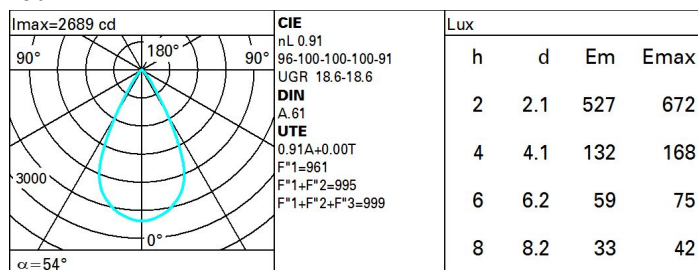 Imax=2689 cd
90°
180°
90°
3000
0°
α=54°
CIE
nL 0.91
96-100-100-100-91
UGR 18.6-18.6
DIN
A.61
UTE
0.91A+0.00T
F"1=961
F"1+F"2=995
F"1+F"2+F"3=999
Lux
h d Em Emax
2 2.1 527 672
4 4.1 132 168
6 6.2 59 75
8 8.2 33 42